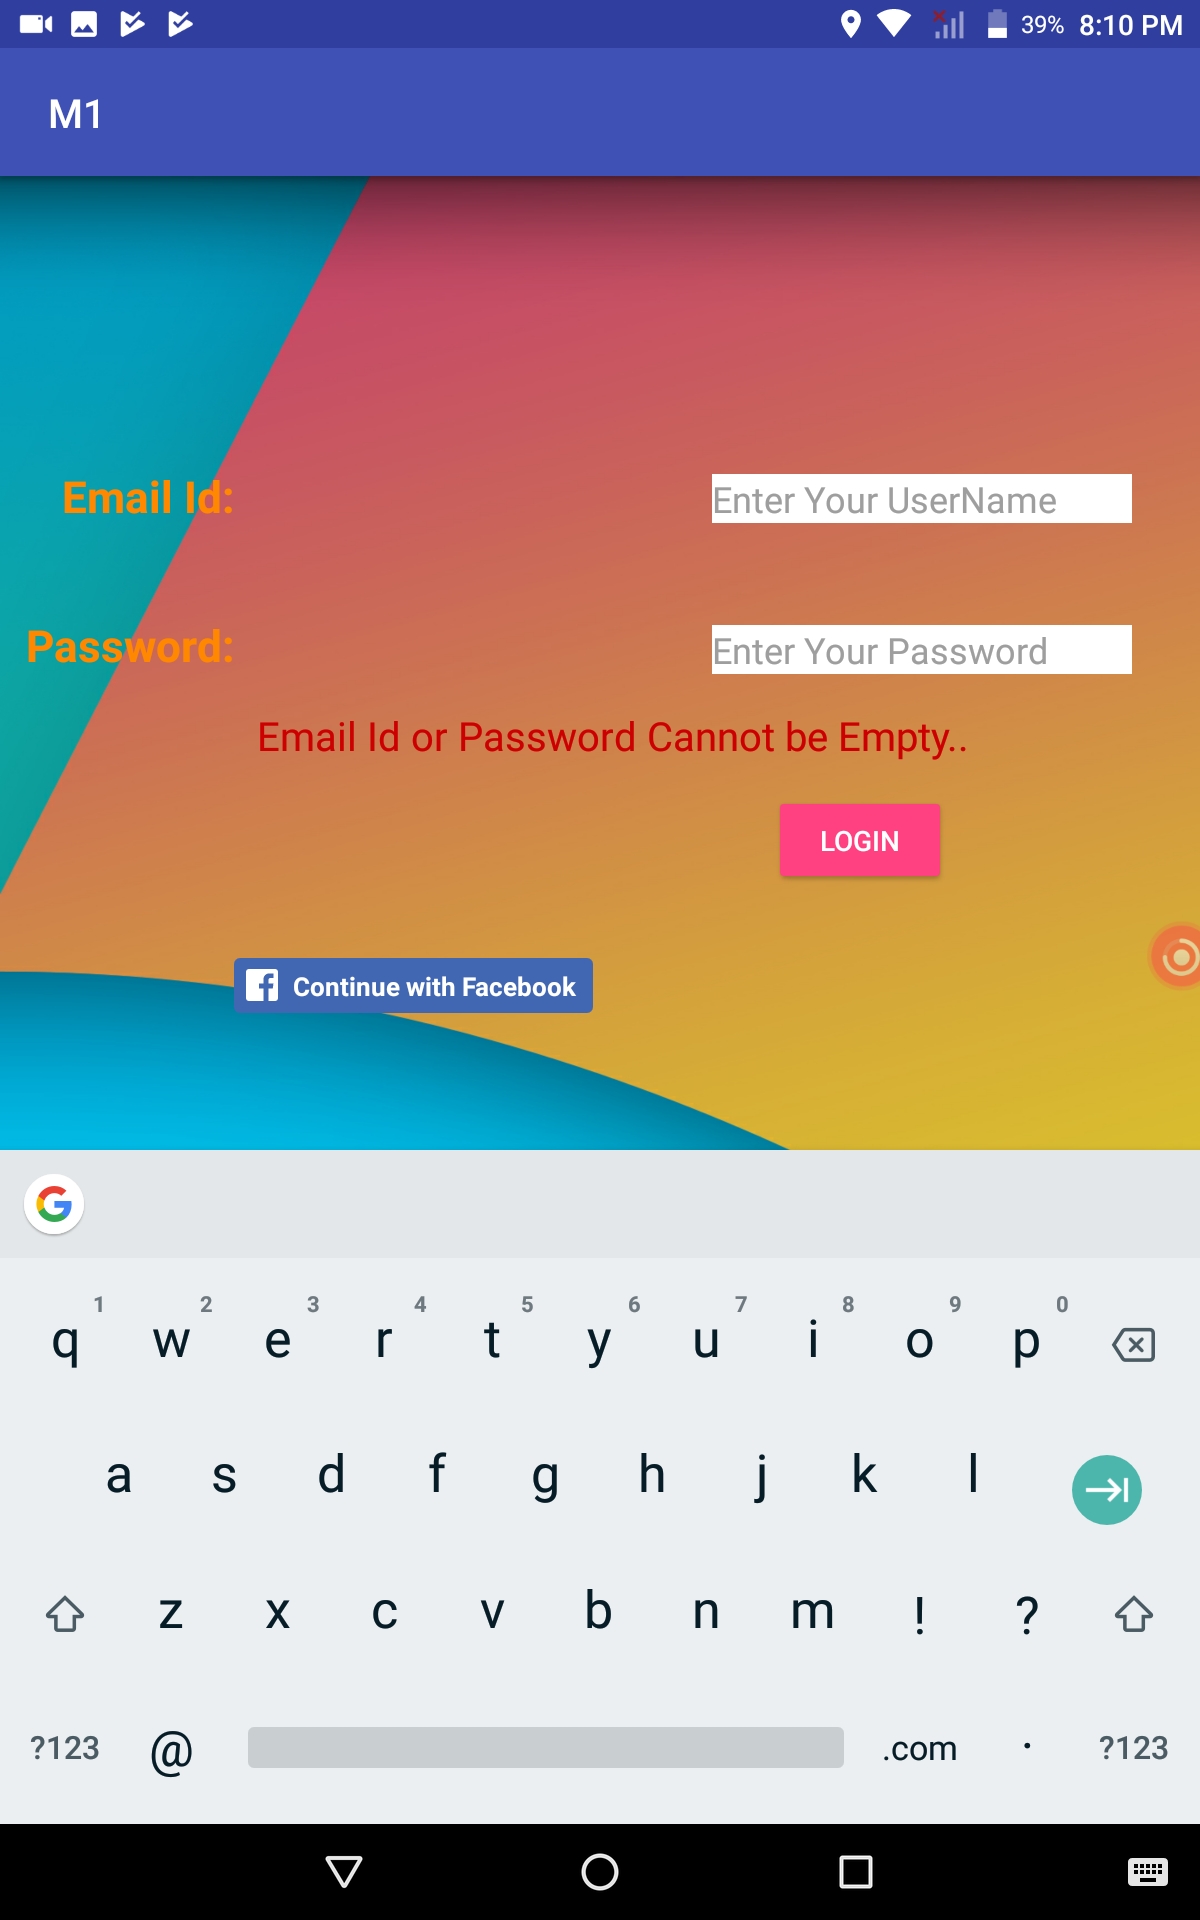 39% 8:10 PM
M1
Email Id:
Enter Your UserName
Password:
Enter Your Password
Email Id or Password Cannot be Empty..
LOGIN
Continue with Facebook
1 2 3 4 5 6 7 8 9 0
q w e r t y u i o p
a s d f g h j k l
z x c v b n m ! ?
?123 @ .com . ?123